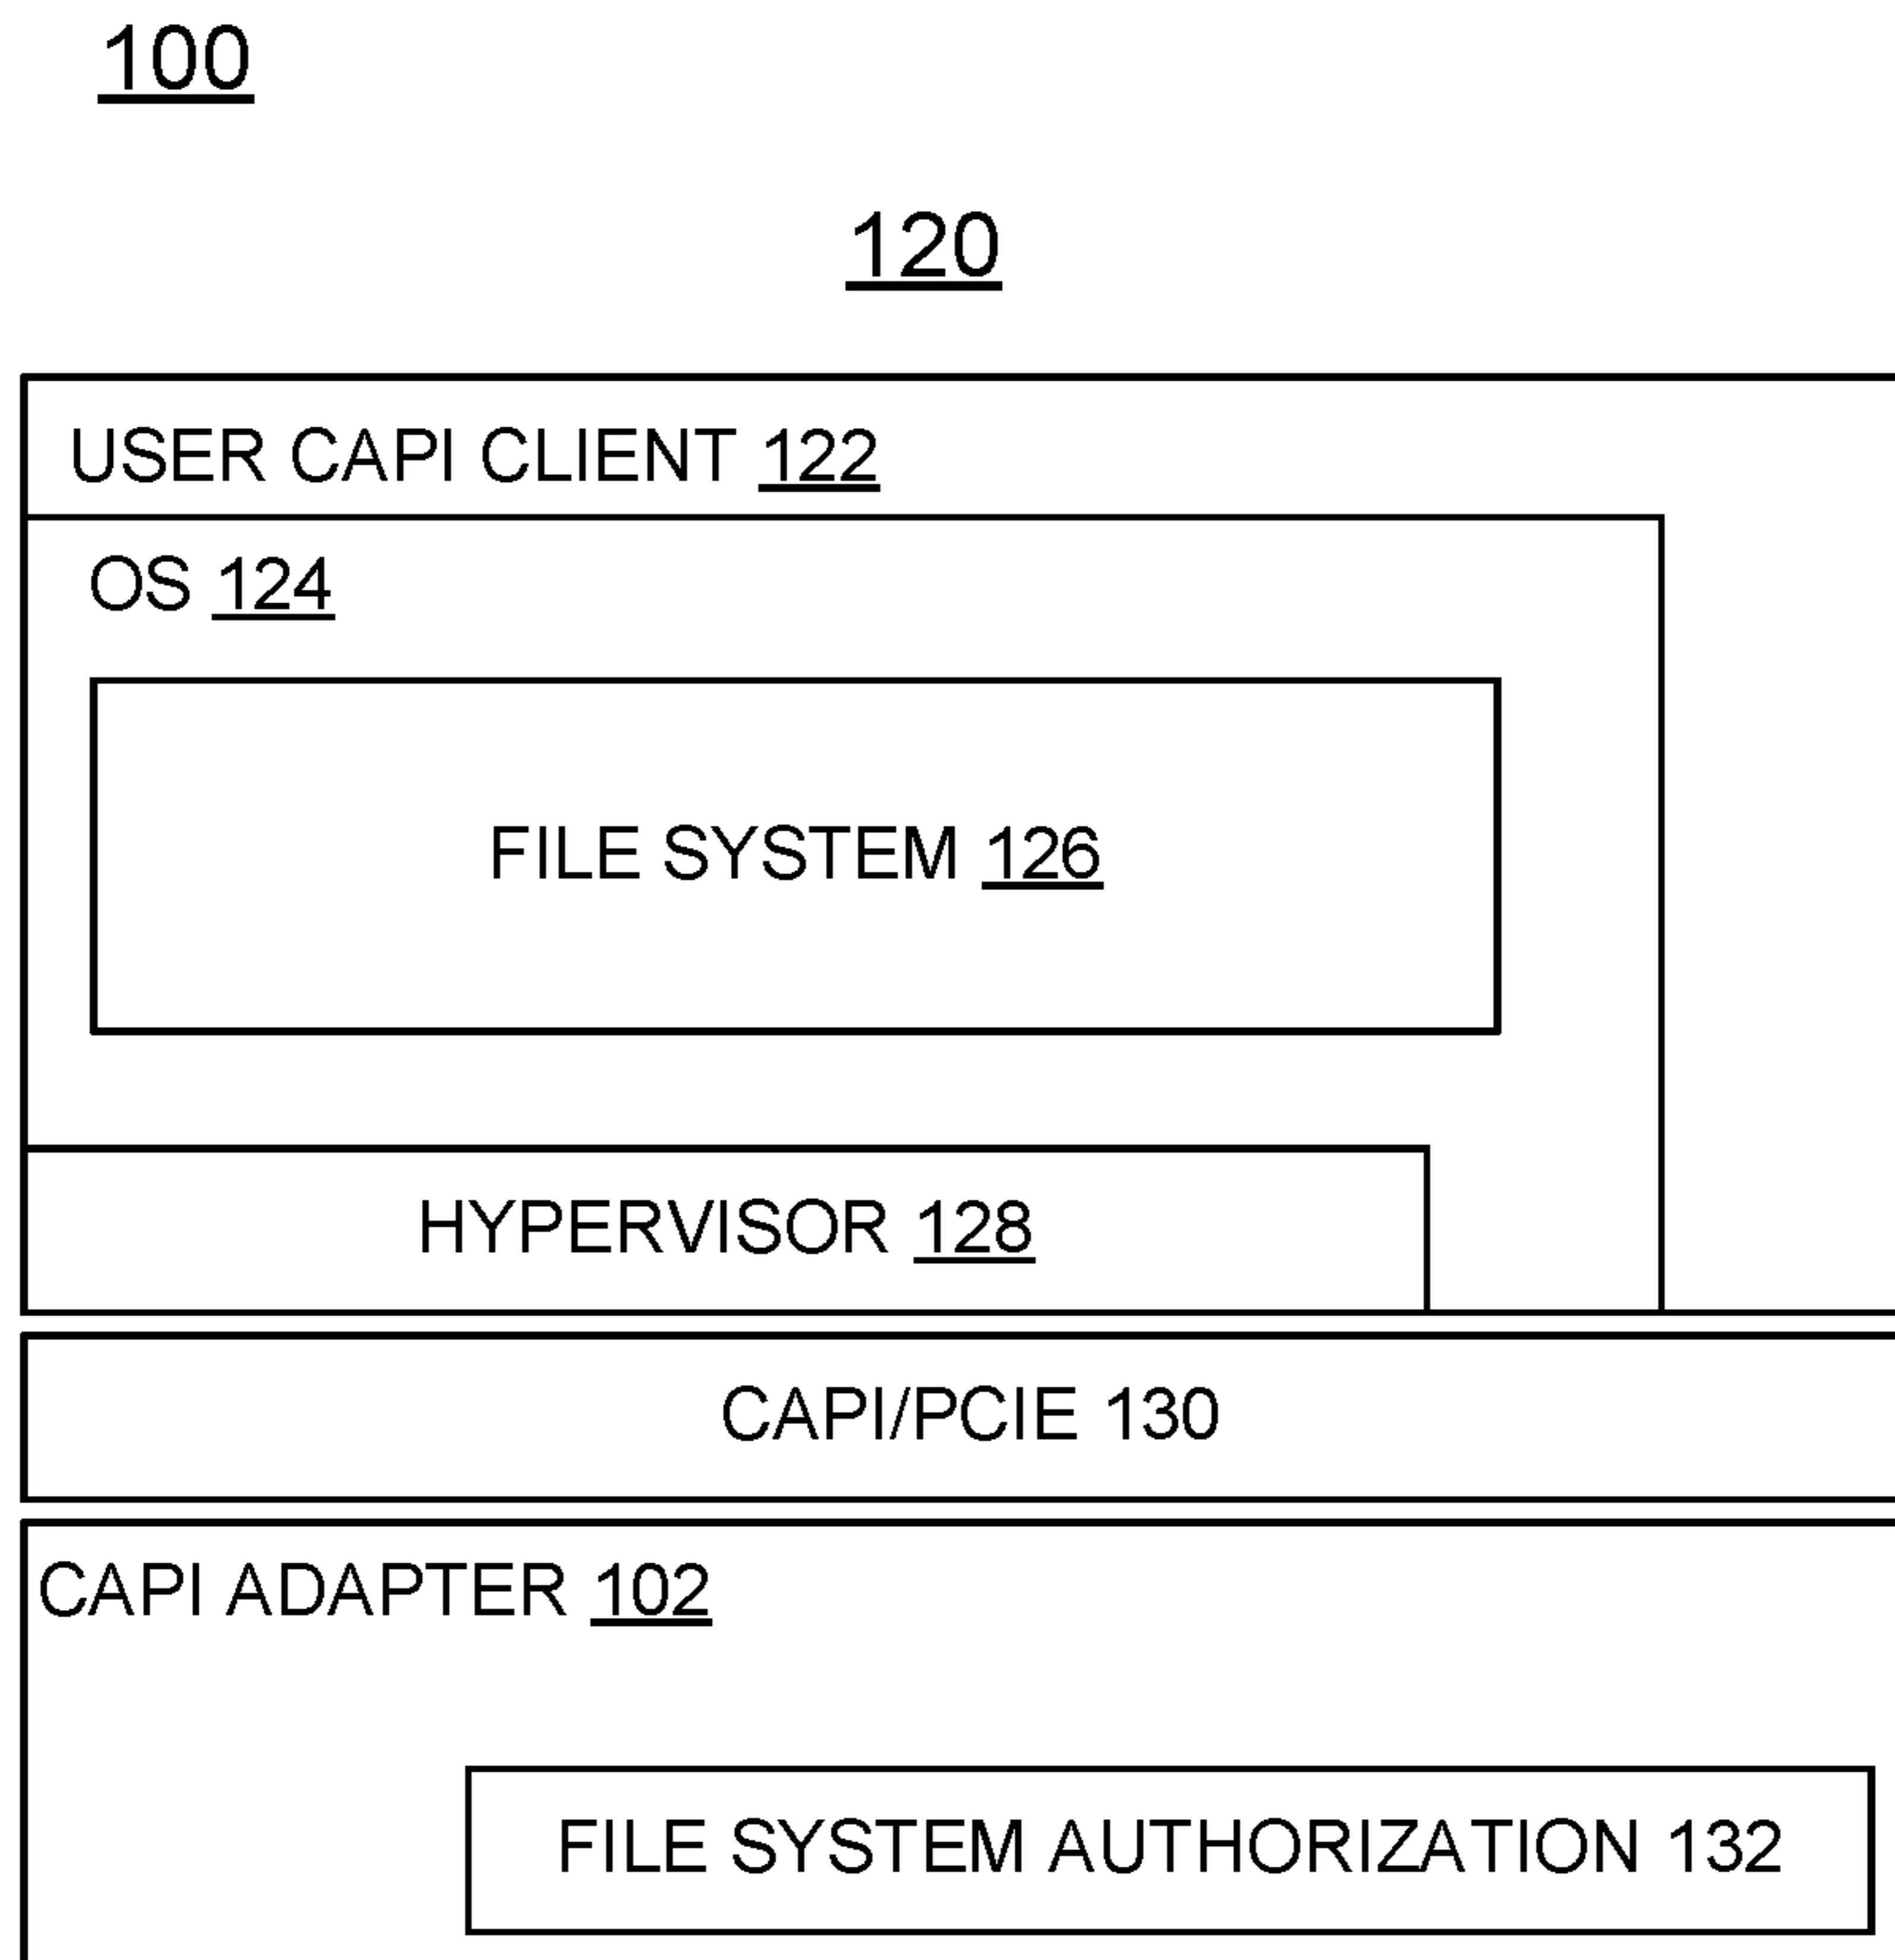 100
120
USER CAPI CLIENT 122
OS 124
FILE SYSTEM 126
HYPERVISOR 128
CAPI/PCIE 130
CAPI ADAPTER 102
FILE SYSTEM AUTHORIZATION 132